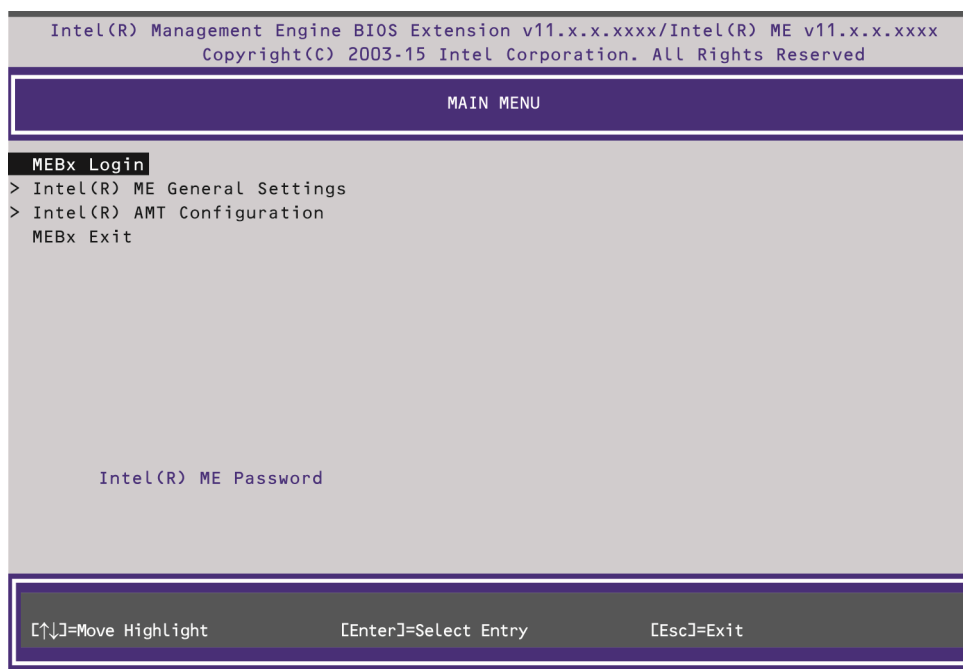 Intel(R) Management Engine BIOS Extension v11.x.x.xxxx/Intel(R) ME v11.x.x.xxxx
Copyright(C) 2003-15 Intel Corporation. All Rights Reserved
MAIN MENU
MEBx Login
> Intel(R) ME General Settings
> Intel(R) AMT Configuration
MEBx Exit
Intel(R) ME Password
[↑↓]=Move Highlight [Enter]=Select Entry [Esc]=Exit